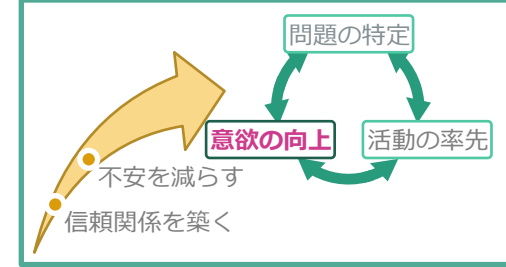 問題の特定
意欲の向上
活動の率先
不安を減らす
信頼関係を築く